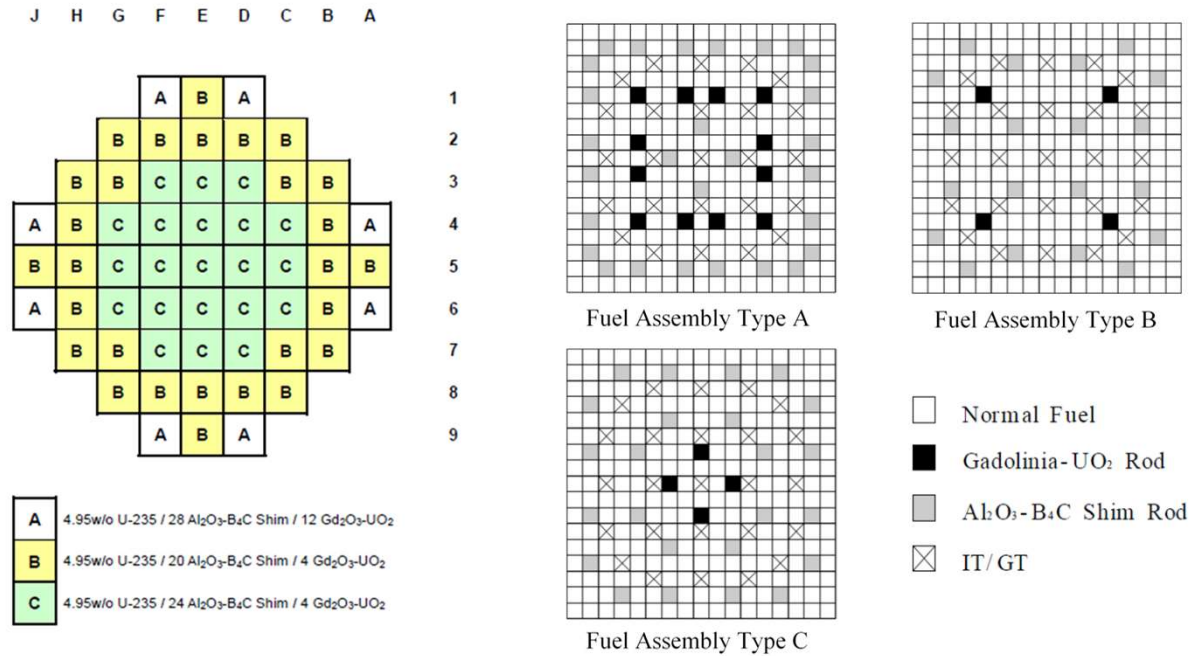 J H G F E D C B A
A B A 1
B B B B B 2
B B C C C B B 3
A B C C C C C B A 4
B B C C C C C B B 5
A B C C C C C B A 6
B B C C C B B 7
B B B B B 8
A B A 9
A 4.95w/o U-235 / 28 Al₂O₃-B₄C Shim / 12 Gd₂O₃-UO₂
B 4.95w/o U-235 / 20 Al₂O₃-B₄C Shim / 4 Gd₂O₃-UO₂
C 4.95w/o U-235 / 24 Al₂O₃-B₄C Shim / 4 Gd₂O₃-UO₂
Fuel Assembly Type A
Fuel Assembly Type B
Fuel Assembly Type C
Normal Fuel
Gadolinia-UO₂ Rod
Al₂O₃-B₄C Shim Rod
IT/GT